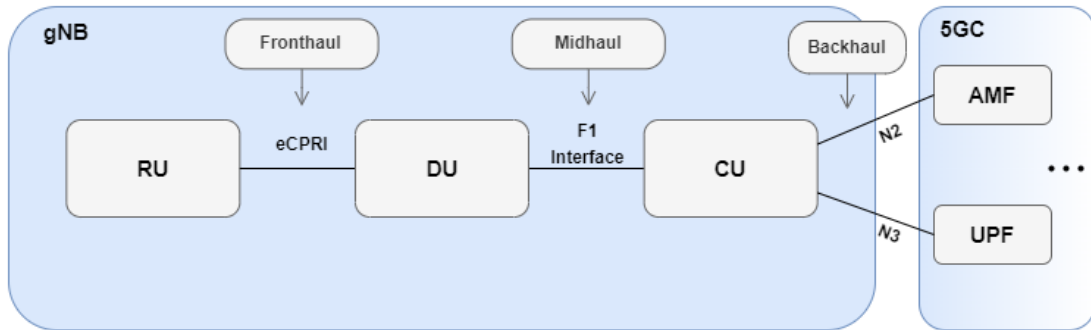 gNB
Fronthaul
Midhaul
Backhaul
5GC
RU
eCPRI
DU
F1
Interface
CU
N2
N3
AMF
...
UPF